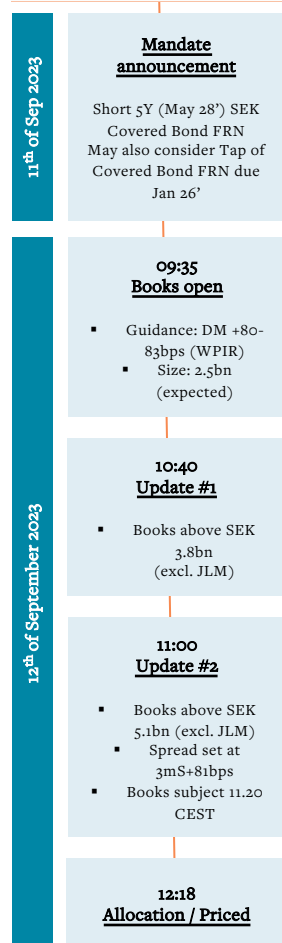 11th of Sep 2023
Mandate
announcement
Short 5Y (May 28’) SEK
Covered Bond FRN
May also consider Tap of
Covered Bond FRN due
Jan 26’
12th of September 2023
09:35
Books open
▪ Guidance: DM +80-
83bps (WPIR)
▪ Size: 2.5bn
(expected)
10:40
Update #1
▪ Books above SEK
3.8bn
(excl. JLM)
11:00
Update #2
▪ Books above SEK
5.1bn (excl. JLM)
▪ Spread set at
3mS+81bps
▪ Books subject 11.20
CEST
12:18
Allocation / Priced